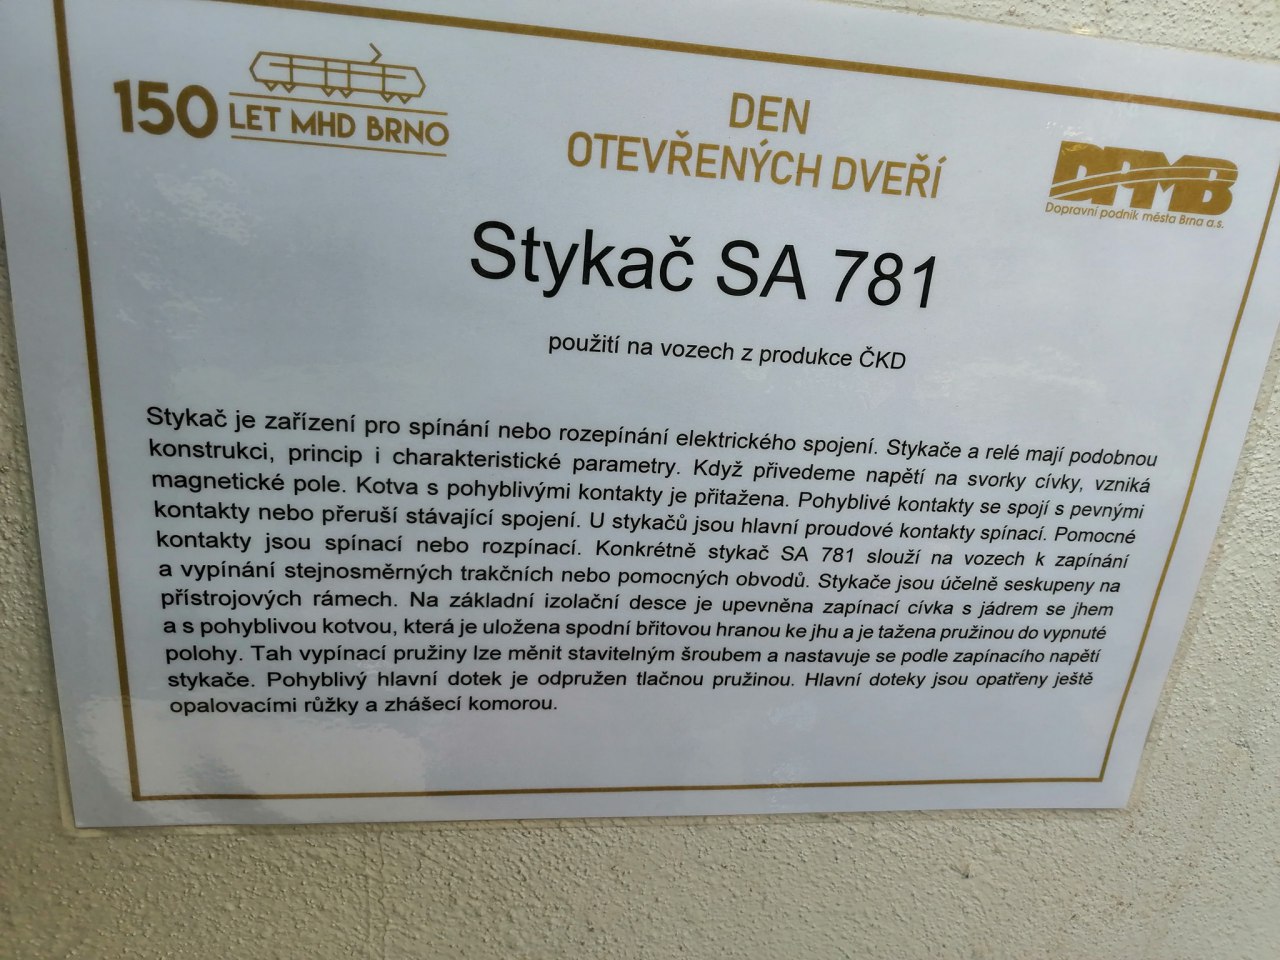 150 LET MHD BRNO
DEN
OTEVŘENÝCH DVEŘÍ
DPMB
Dopravní podnik města Brna a.s.
Stykač SA 781
použití na vozech z produkce ČKD
Stykač je zařízení pro spínání nebo rozepínání elektrického spojení. Stykače a relé mají podobnou
konstrukci, princip i charakteristické parametry. Když přivedeme napětí na svorky cívky, vzniká
magnetické pole. Kotva s pohyblivými kontakty je přitažena. Pohyblivé kontakty se spojí s pevnými
kontakty nebo přeruší stávající spojení. U stykačů jsou hlavní proudové kontakty spínací. Pomocné
kontakty jsou spínací nebo rozpínací. Konkrétně stykač SA 781 slouží na vozech k zapínání
a vypínání stejnosměrných trakčních nebo pomocných obvodů. Stykače jsou účelně seskupeny na
přístrojových rámech. Na základní izolační desce je upevněna zapínací cívka s jádrem se jhem
a s pohyblivou kotvou, která je uložena spodní břitovou hranou ke jhu a je tažena pružinou do vypnuté
polohy. Tah vypínací pružiny lze měnit stavitelným šroubem a nastavuje se podle zapínacího napětí
stykače. Pohyblivý hlavní dotek je odpružen tlačnou pružinou. Hlavní doteky jsou opatřeny ještě
opalovacími růžky a zhášecí komorou.